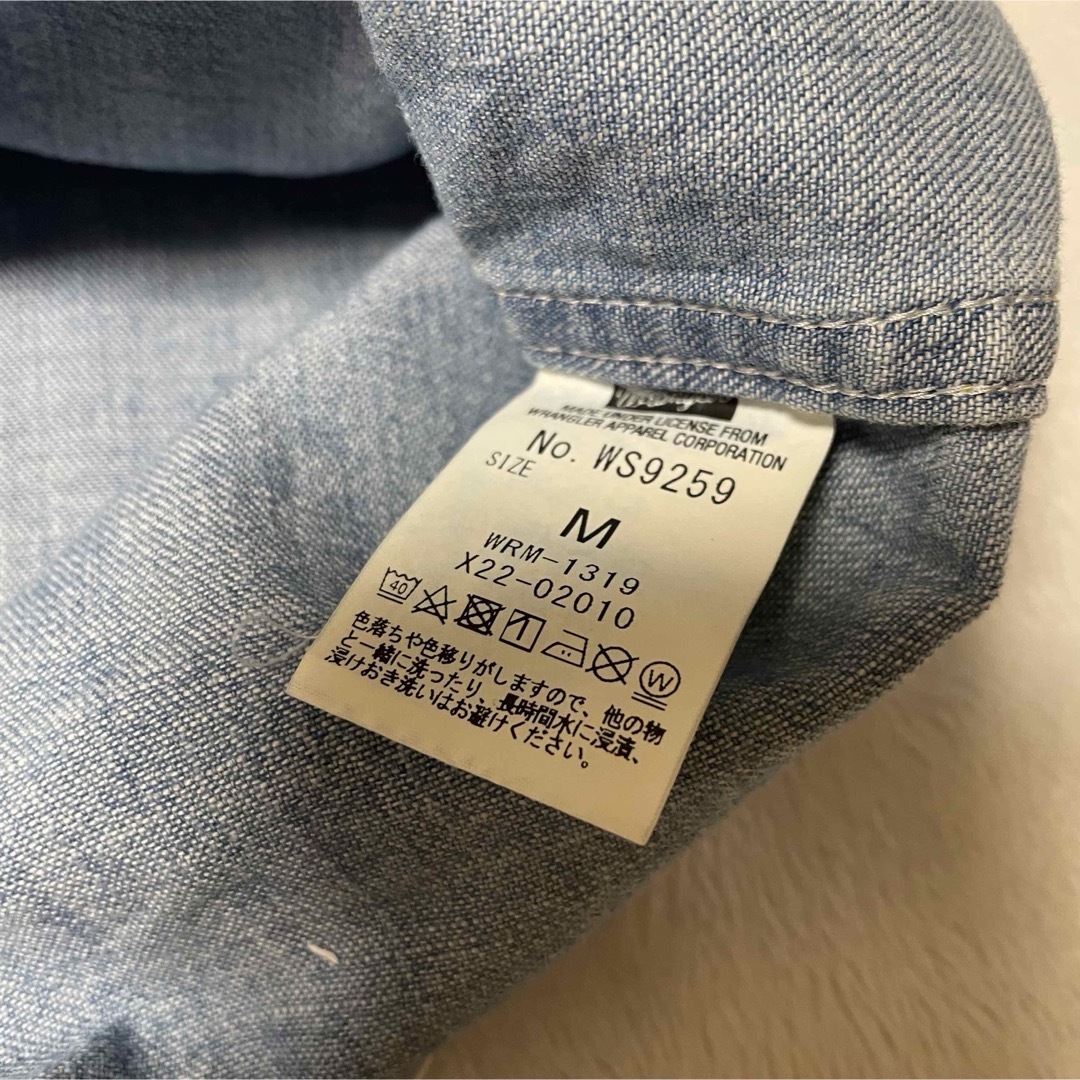 MADE UNDER LICENSE FROM
WRANGLER APPAREL CORPORATION
No. WS9259
SIZE
M
WRM-1319
X22-02010
40
W
色落ちや色移りがしますので、他の物
と一緒に洗ったり、長時間水に浸漬、
浸けおき洗いはお避けください。